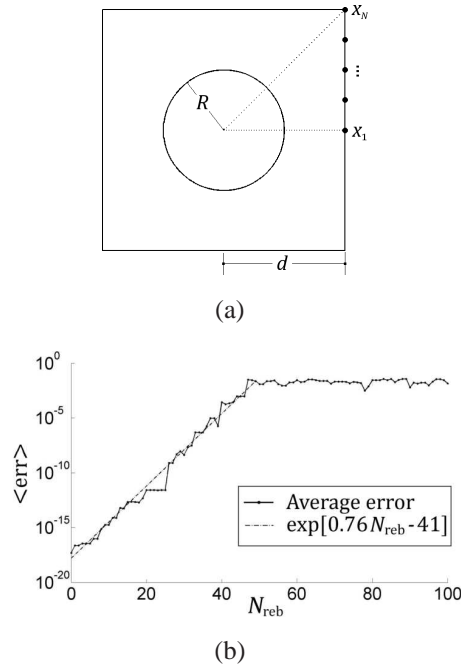 x_N
R
...
x_1
d
(a)
10^0
10^-5
10^-10
10^-15
10^-20
<err>
Average error
exp[0.76N_reb - 41]
0 20 40 60 80 100
N_reb
(b)